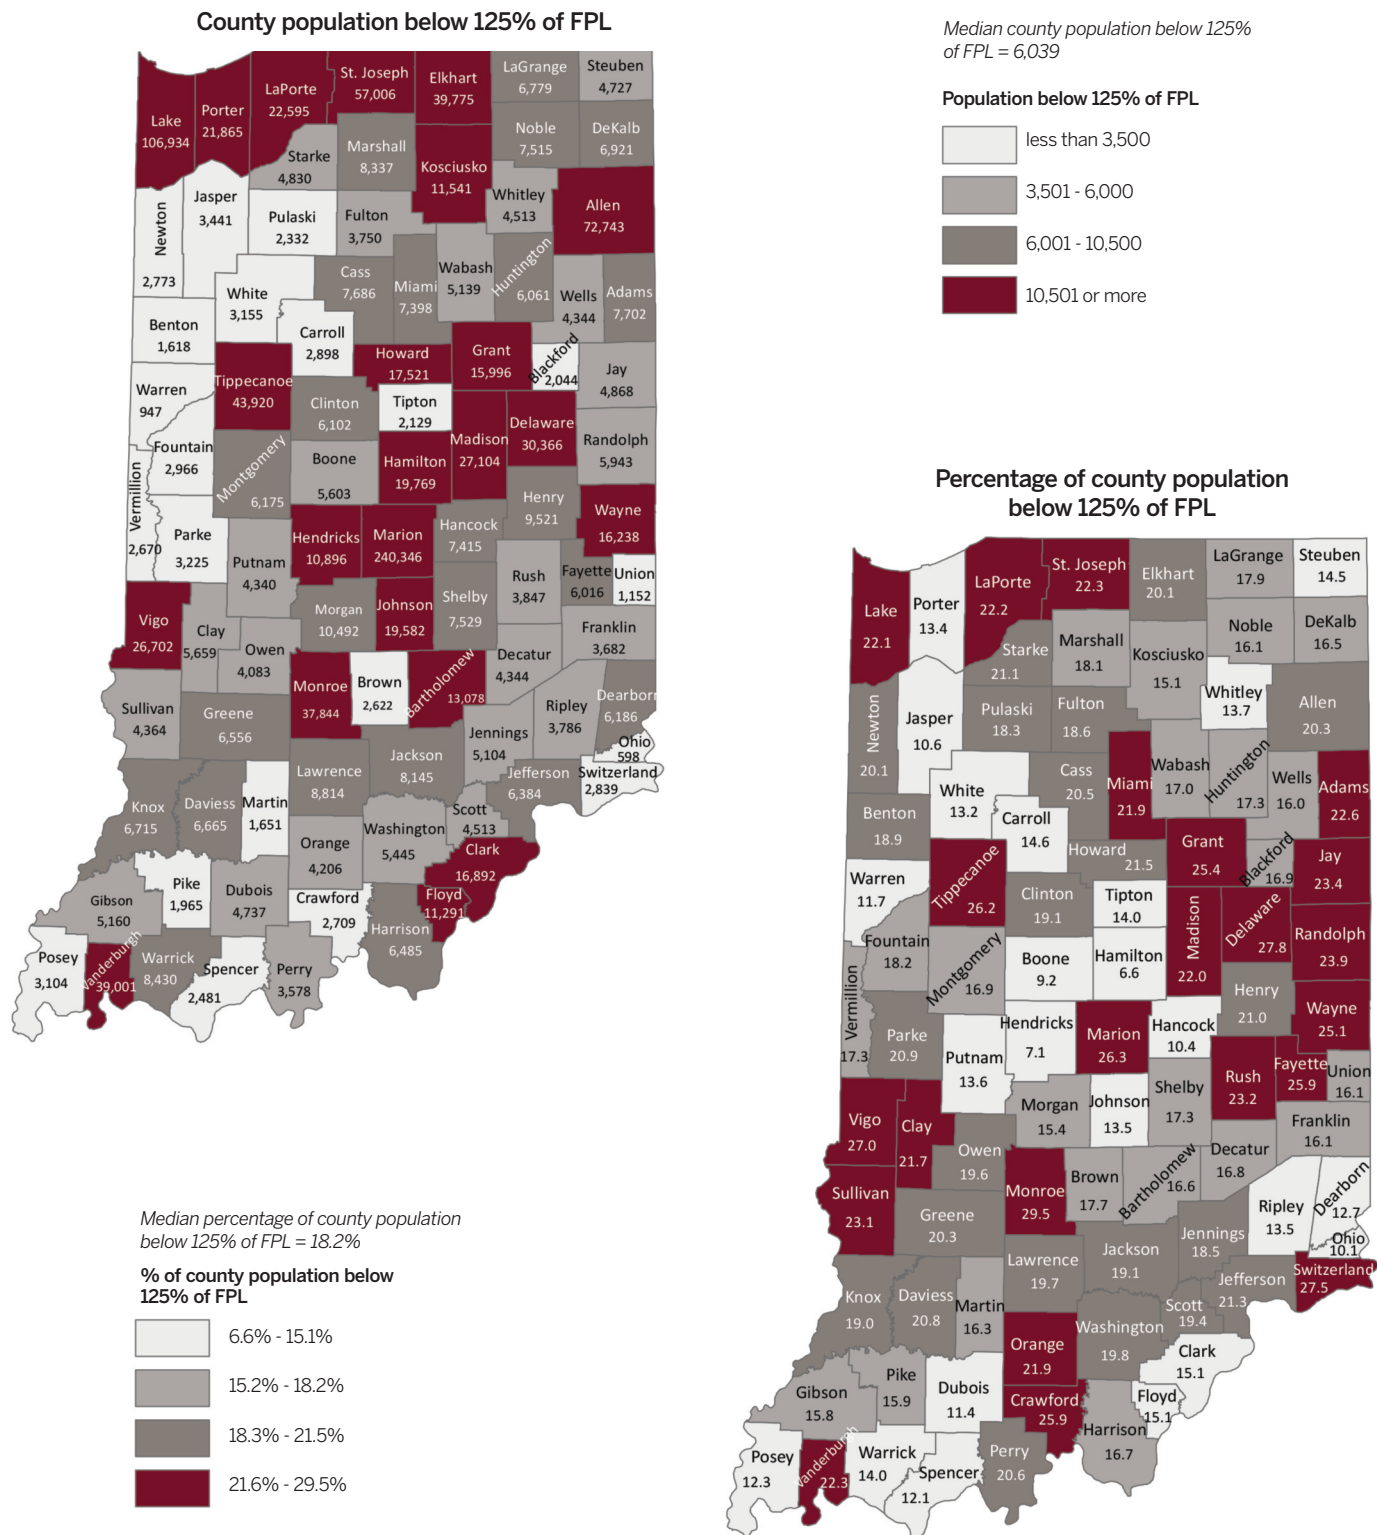 County population below 125% of FPL
Median county population below 125%
of FPL = 6,039
Population below 125% of FPL
less than 3,500
3,501 - 6,000
6,001 - 10,500
10,501 or more
Lake
106,934
Porter
21,865
LaPorte
22,595
St. Joseph
57,006
Elkhart
39,775
LaGrange
6,779
Steuben
4,727
Noble
7,515
DeKalb
6,921
Starke
4,830
Marshall
8,337
Kosciusko
11,541
Whitley
4,513
Allen
72,743
Newton
2,773
Jasper
3,441
Pulaski
2,332
Fulton
3,750
Cass
7,686
Miami
7,398
Wabash
5,139
Huntington
6,061
Wells
4,344
Adams
7,702
White
3,155
Carroll
2,898
Benton
1,618
Howard
17,521
Grant
15,996
Blackford
2,044
Jay
4,868
Warren
947
Tippecanoe
43,920
Clinton
6,102
Tipton
2,129
Madison
27,104
Delaware
30,366
Randolph
5,943
Fountain
2,966
Montgomery
6,175
Boone
5,603
Hamilton
19,769
Vermillion
2,670
Parke
3,225
Putnam
4,340
Hendricks
10,896
Marion
240,346
Hancock
7,415
Henry
9,521
Wayne
16,238
Rush
3,847
Fayette
6,016
Union
1,152
Vigo
26,702
Clay
5,659
Owen
4,083
Morgan
10,492
Johnson
19,582
Shelby
7,529
Decatur
4,344
Franklin
3,682
Sullivan
4,364
Greene
6,556
Monroe
37,844
Brown
2,622
Bartholomew
13,078
Jennings
5,104
Ripley
3,786
Dearborn
6,186
Ohio
598
Switzerland
2,839
Jefferson
6,384
Jackson
8,145
Lawrence
8,814
Knox
6,715
Daviess
6,665
Martin
1,651
Orange
4,206
Washington
5,445
Scott
4,513
Clark
16,892
Floyd
11,291
Gibson
5,160
Pike
1,965
Dubois
4,737
Crawford
2,709
Harrison
6,485
Posey
3,104
Vanderburgh
39,001
Warrick
8,430
Spencer
2,481
Perry
3,578
Percentage of county population
below 125% of FPL
Lake
22.1
Porter
13.4
LaPorte
22.2
St. Joseph
22.3
Elkhart
20.1
LaGrange
17.9
Steuben
14.5
Noble
16.1
DeKalb
16.5
Starke
21.1
Marshall
18.1
Kosciusko
15.1
Whitley
13.7
Allen
20.3
Newton
20.1
Jasper
10.6
Pulaski
18.3
Fulton
18.6
Cass
20.5
Miami
21.9
Wabash
17.0
Huntington
17.3
Wells
16.0
Adams
22.6
White
13.2
Carroll
14.6
Benton
18.9
Howard
21.5
Grant
25.4
Blackford
16.9
Jay
23.4
Warren
11.7
Tippecanoe
26.2
Clinton
19.1
Tipton
14.0
Madison
22.0
Delaware
27.8
Randolph
23.9
Fountain
18.2
Montgomery
16.9
Boone
9.2
Hamilton
6.6
Vermillion
17.3
Parke
20.9
Putnam
13.6
Hendricks
7.1
Marion
26.3
Hancock
10.4
Henry
21.0
Wayne
25.1
Rush
23.2
Fayette
25.9
Union
16.1
Vigo
27.0
Clay
21.7
Owen
19.6
Morgan
15.4
Johnson
13.5
Shelby
17.3
Decatur
16.8
Franklin
16.1
Sullivan
23.1
Greene
20.3
Monroe
29.5
Brown
17.7
Bartholomew
16.6
Jennings
18.5
Ripley
13.5
Dearborn
12.7
Ohio
10.1
Switzerland
27.5
Jefferson
21.3
Jackson
19.1
Lawrence
19.7
Knox
19.0
Daviess
20.8
Martin
16.3
Orange
21.9
Washington
19.8
Scott
19.4
Clark
15.1
Floyd
15.1
Gibson
15.8
Pike
15.9
Dubois
11.4
Crawford
25.9
Harrison
16.7
Posey
12.3
Vanderburgh
22.3
Warrick
14.0
Spencer
12.1
Perry
20.6
Median percentage of county population
below 125% of FPL = 18.2%
% of county population below
125% of FPL
6.6% - 15.1%
15.2% - 18.2%
18.3% - 21.5%
21.6% - 29.5%